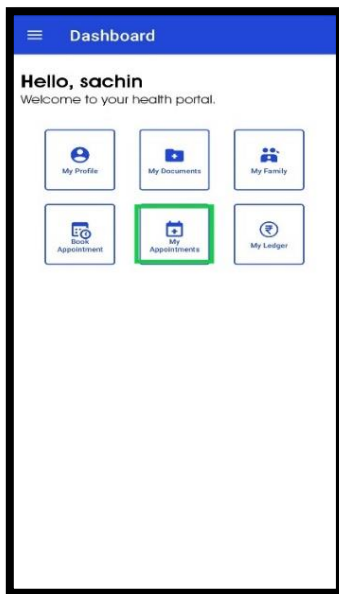 Dashboard
Hello, sachin
Welcome to your health portal.
My Profile
My Documents
My Family
Book
Appointment
My
Appointments
My Ledger